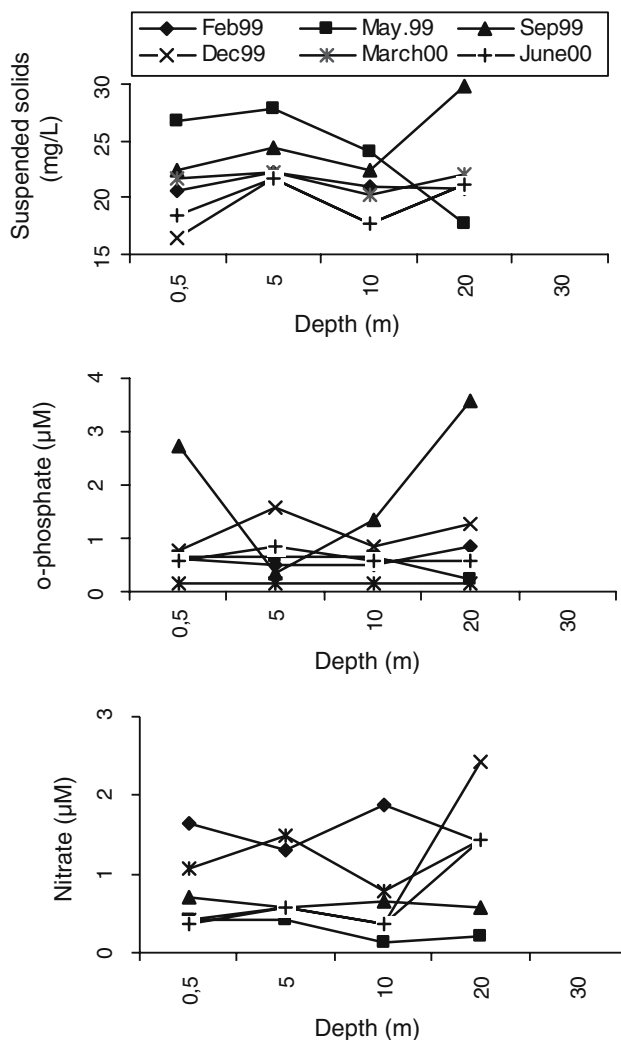 Feb99 May.99 Sep99
Dec99 March00 June00
Suspended solids
(mg/L)
30
25
20
15
0,5 5 10 20 30
Depth (m)
o-phosphate (µM)
4
3
2
1
0
0,5 5 10 20 30
Depth (m)
Nitrate (µM)
3
2
1
0
0,5 5 10 20 30
Depth (m)